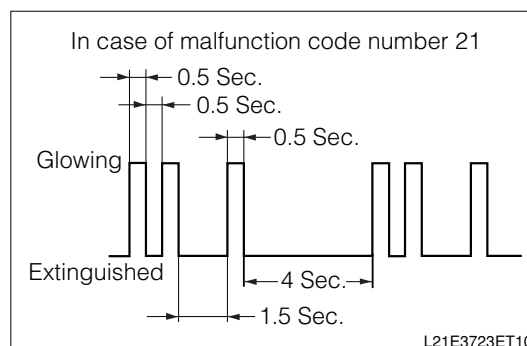 In case of malfunction code number 21
0.5 Sec.
0.5 Sec.
0.5 Sec.
Glowing
Extinguished
4 Sec.
1.5 Sec.
L21E3723ET10